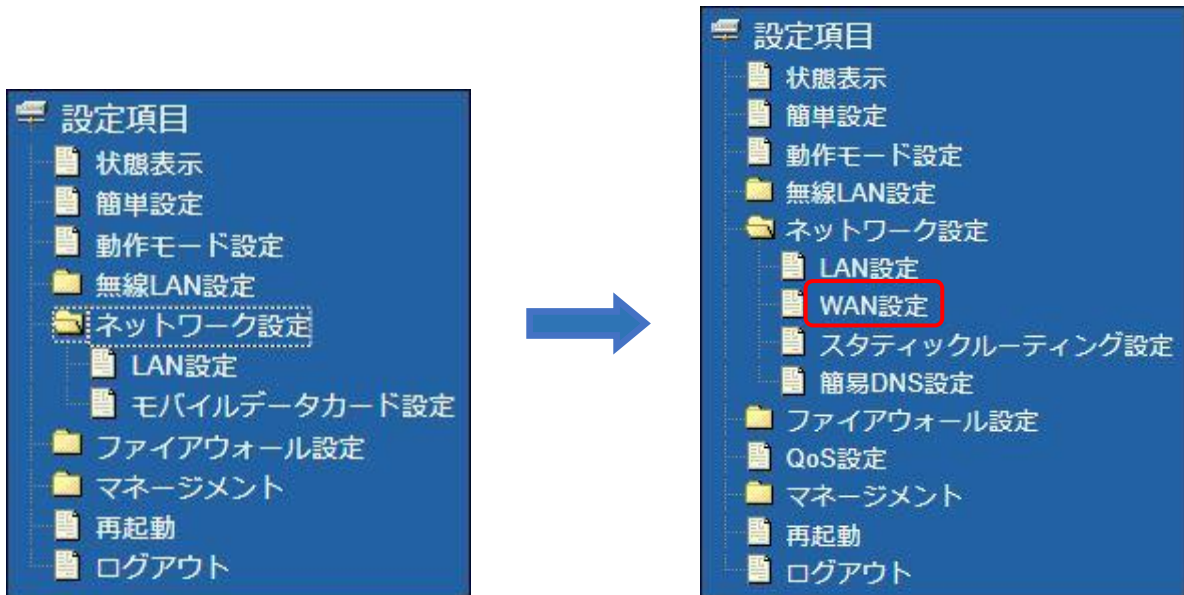 設定項目
状態表示
簡単設定
動作モード設定
無線LAN設定
ネットワーク設定
LAN設定
モバイルデータカード設定
ファイアウォール設定
マネージメント
再起動
ログアウト
設定項目
状態表示
簡単設定
動作モード設定
無線LAN設定
ネットワーク設定
LAN設定
WAN設定
スタティックルーティング設定
簡易DNS設定
ファイアウォール設定
QoS設定
マネージメント
再起動
ログアウト